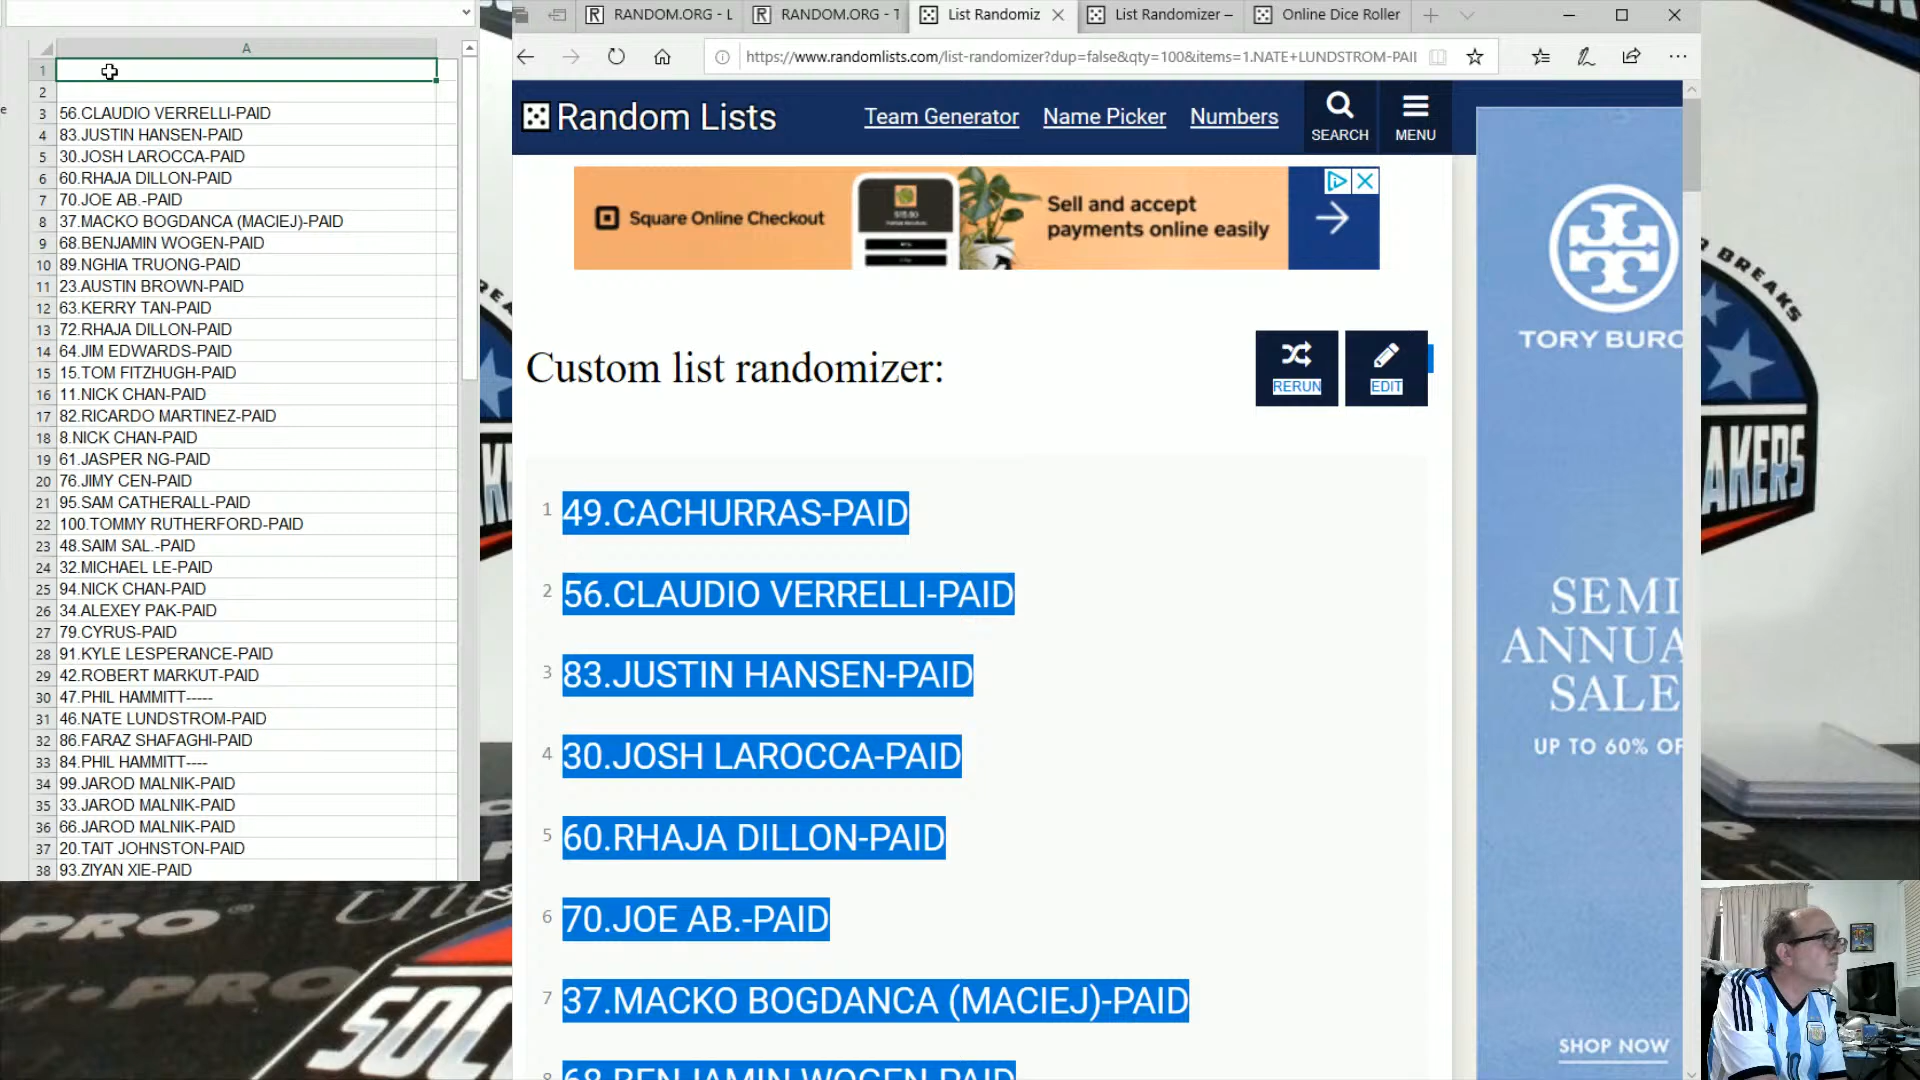 RANDOM.ORG - L
RANDOM.ORG - T
List Randomiz
List Randomizer –
Online Dice Roller
https://www.randomlists.com/list-randomizer?dup=false&qty=100&items=1.NATE+LUNDSTROM-PAI
A
1
2
3 56.CLAUDIO VERRELLI-PAID
4 83.JUSTIN HANSEN-PAID
5 30.JOSH LAROCCA-PAID
6 60.RHAJA DILLON-PAID
7 70.JOE AB.-PAID
8 37.MACKO BOGDANCA (MACIEJ)-PAID
9 68.BENJAMIN WOGEN-PAID
10 89.NGHIA TRUONG-PAID
11 23.AUSTIN BROWN-PAID
12 63.KERRY TAN-PAID
13 72.RHAJA DILLON-PAID
14 64.JIM EDWARDS-PAID
15 15.TOM FITZHUGH-PAID
16 11.NICK CHAN-PAID
17 82.RICARDO MARTINEZ-PAID
18 8.NICK CHAN-PAID
19 61.JASPER NG-PAID
20 76.JIMY CEN-PAID
21 95.SAM CATHERALL-PAID
22 100.TOMMY RUTHERFORD-PAID
23 48.SAIM SAL.-PAID
24 32.MICHAEL LE-PAID
25 94.NICK CHAN-PAID
26 34.ALEXEY PAK-PAID
27 79.CYRUS-PAID
28 91.KYLE LESPERANCE-PAID
29 42.ROBERT MARKUT-PAID
30 47.PHIL HAMMITT-----
31 46.NATE LUNDSTROM-PAID
32 86.FARAZ SHAFAGHI-PAID
33 84.PHIL HAMMITT----
34 99.JAROD MALNIK-PAID
35 33.JAROD MALNIK-PAID
36 66.JAROD MALNIK-PAID
37 20.TAIT JOHNSTON-PAID
38 93.ZIYAN XIE-PAID
Random Lists
Team Generator
Name Picker
Numbers
SEARCH
MENU
Square Online Checkout
Sell and accept
payments online easily
Custom list randomizer:
RERUN
EDIT
1 49.CACHURRAS-PAID
2 56.CLAUDIO VERRELLI-PAID
3 83.JUSTIN HANSEN-PAID
4 30.JOSH LAROCCA-PAID
5 60.RHAJA DILLON-PAID
6 70.JOE AB.-PAID
7 37.MACKO BOGDANCA (MACIEJ)-PAID
8 68.BENJAMIN WOGEN-PAID
TORY BURC
SEMI
ANNUA
SALE
UP TO 60% OF
SHOP NOW
BREAKS
AKERS
PRO
PRO
SOC